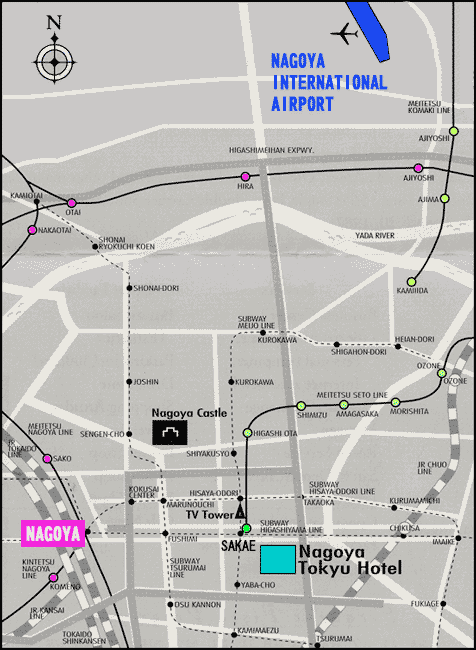 N
NAGOYA
INTERNATIONAL
AIRPORT
MEITETSU
KOMAKI LINE
AJIYOSHI
HIGASHIMEIHAN EXPWY.
HIRA
AJIYOSHI
KAMIOTAI
OTAI
AJIMA
NAKAOTAI
SHONAI
RYOKUCHI KOEN
YADA RIVER
SHONAI-DORI
KAMIIDA
SUBWAY
MEIJO LINE
KUROKAWA
HEIAN-DORI
SHIGAHON-DORI
OZONE
OZONE
JOSHIN
KUROKAWA
MEITETSU SETO LINE
SHIMIZU
AMAGASAKA
MORISHITA
Nagoya Castle
MEITETSU
NAGOYA LINE
SENGEN-CHO
HIGASHI OTA
JR
TOKAIDO
LINE
SAKO
SHIYAKUSYO
JR CHUO
LINE
KOKUSAI
CENTER
HISAYA-ODORI
SUBWAY
HISAYA-ODORI LINE
MARUNOUCHI
TAKAOKA
KURUMAMICHI
TV Tower
NAGOYA
SUBWAY
HIGASHIYAMA LINE
CHIKUSA
FUSHIMI
SAKAE
IMAIKE
Nagoya
Tokyu Hotel
KINTETSU
NAGOYA
LINE
SUBWAY
TSURUMAI
LINE
KOMENO
YABA-CHO
JR KANSAI
LINE
OSU KANNON
FUKIAGE
TOKAIDO
SHINKANSEN
KAMIMAEZU
TSURUMAI